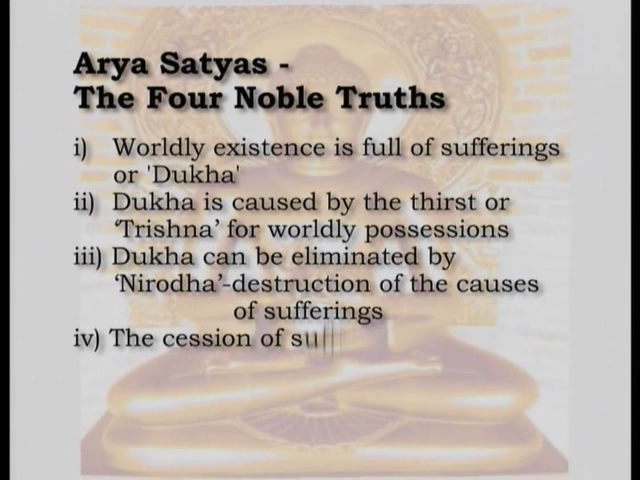 Arya Satyas -
The Four Noble Truths
i) Worldly existence is full of sufferings
or 'Dukha'
ii) Dukha is caused by the thirst or
‘Trishna’ for worldly possessions
iii) Dukha can be eliminated by
‘Nirodha’-destruction of the causes
of sufferings
iv) The cession of